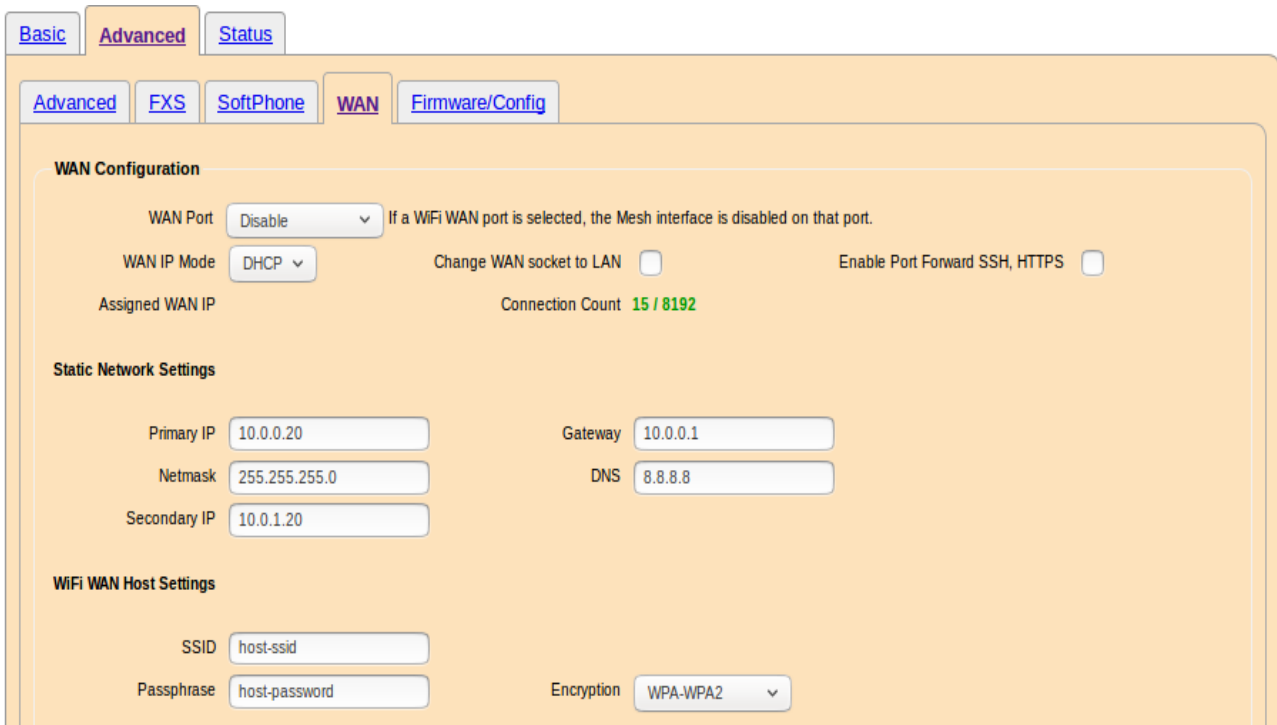 Basic Advanced Status
Advanced FXS SoftPhone WAN Firmware/Config
WAN Configuration
WAN Port Disable If a WiFi WAN port is selected, the Mesh interface is disabled on that port.
WAN IP Mode DHCP Change WAN socket to LAN Enable Port Forward SSH, HTTPS
Assigned WAN IP Connection Count 15 / 8192
Static Network Settings
Primary IP 10.0.0.20 Gateway 10.0.0.1
Netmask 255.255.255.0 DNS 8.8.8.8
Secondary IP 10.0.1.20
WiFi WAN Host Settings
SSID host-ssid
Passphrase host-password Encryption WPA-WPA2